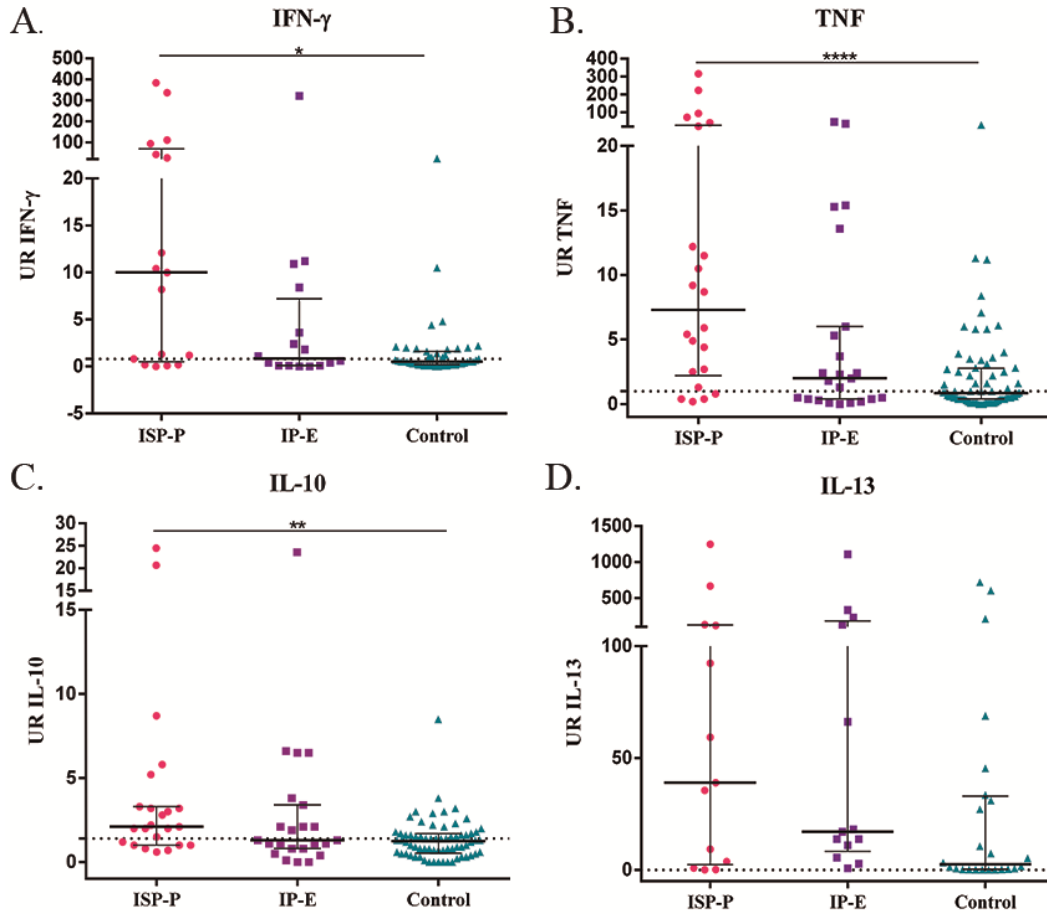 A.
IFN-γ
*
500
400
300
200
100
20
15
10
5
0
-5
UR IFN-γ
ISP-P IP-E Control
B.
TNF
****
400
300
200
100
20
15
10
5
0
UR TNF
ISP-P IP-E Control
C.
IL-10
**
30
25
20
15
15
10
5
0
UR IL-10
ISP-P IP-E Control
D.
IL-13
1500
1000
500
100
50
0
UR IL-13
ISP-P IP-E Control